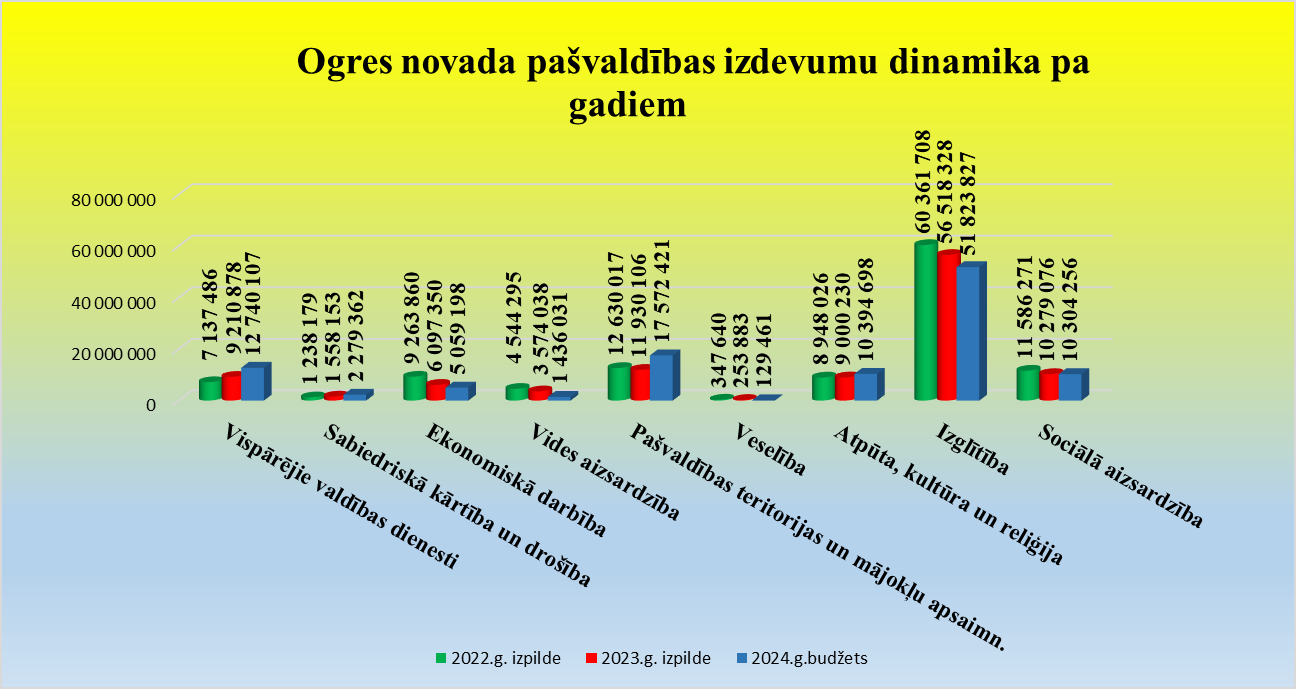 Ogres novada pašvaldības izdevumu dinamika pa
gadiem
80 000 000
60 000 000
40 000 000
20 000 000
0
7 137 486
9 210 878
12 740 107
1 238 179
1 558 153
2 279 362
9 263 860
6 097 350
5 059 198
4 544 295
3 574 038
1 436 031
12 630 017
11 930 106
17 572 421
347 640
253 883
129 461
8 948 026
9 000 230
10 394 698
60 361 708
56 518 328
51 823 827
11 586 271
10 279 076
10 304 256
Vispārējie valdības dienesti
Sabiedriskā kārtība un drošība
Ekonomiskā darbība
Vides aizsardzība
Pašvaldības teritorijas un mājokļu apsaimn.
Veselība
Atpūta, kultūra un reliģija
Izglītība
Sociālā aizsardzība
2022.g. izpilde
2023.g. izpilde
2024.g.budžets